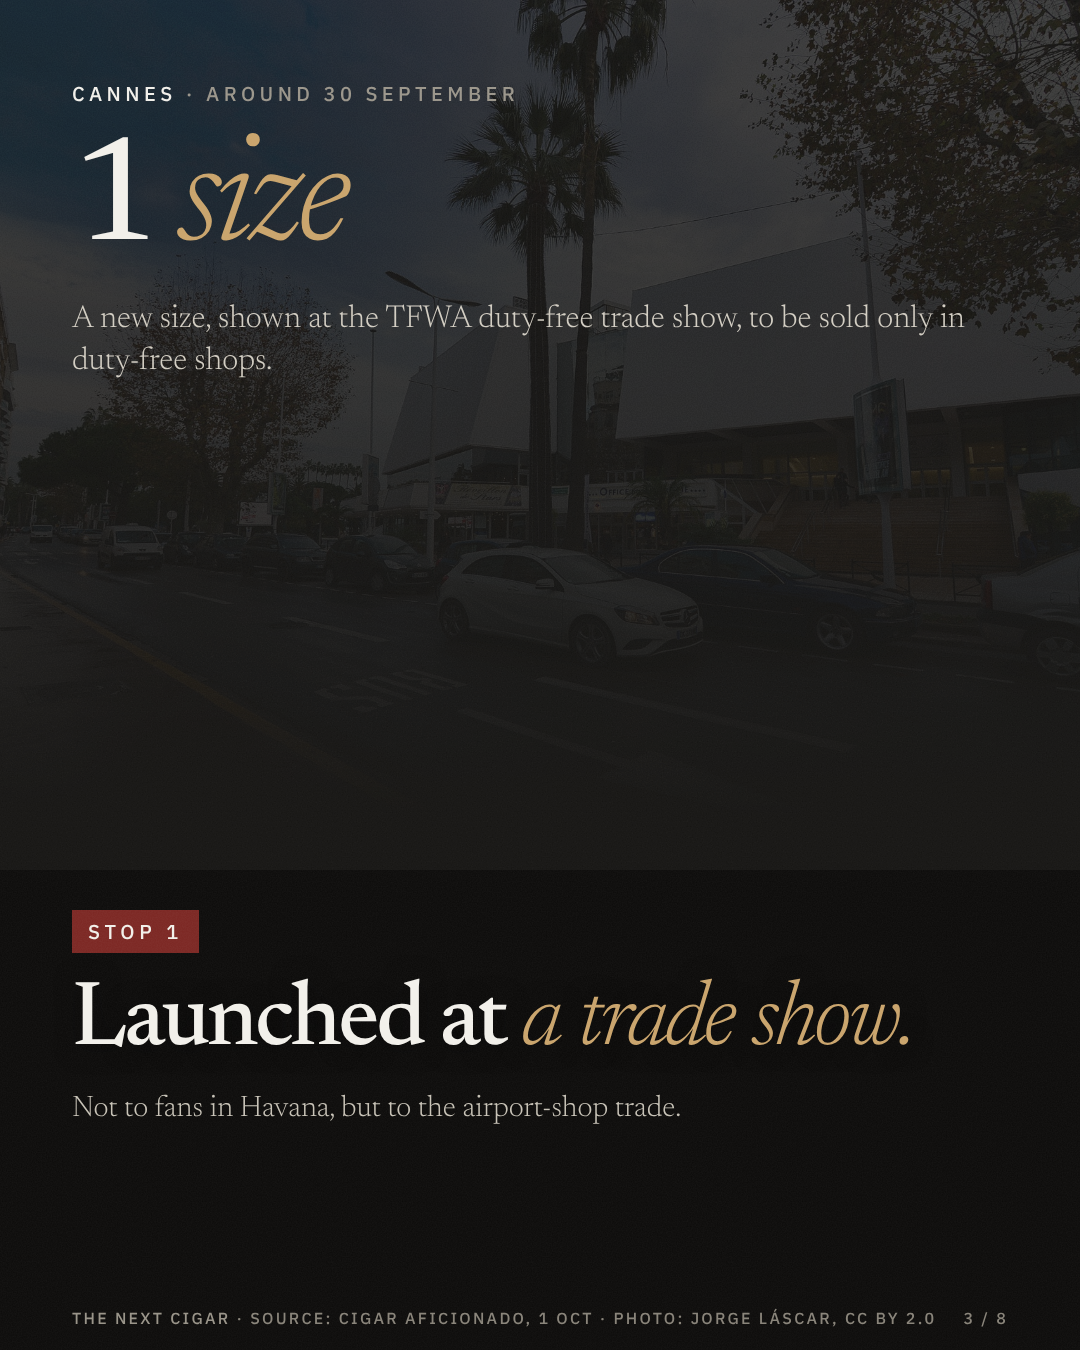 CANNES · AROUND 30 SEPTEMBER
1 size
A new size, shown at the TFWA duty-free trade show, to be sold only in
duty-free shops.
STOP 1
Launched at a trade show.
Not to fans in Havana, but to the airport-shop trade.
THE NEXT CIGAR · SOURCE: CIGAR AFICIONADO, 1 OCT · PHOTO: JORGE LÁSCAR, CC BY 2.0 3 / 8